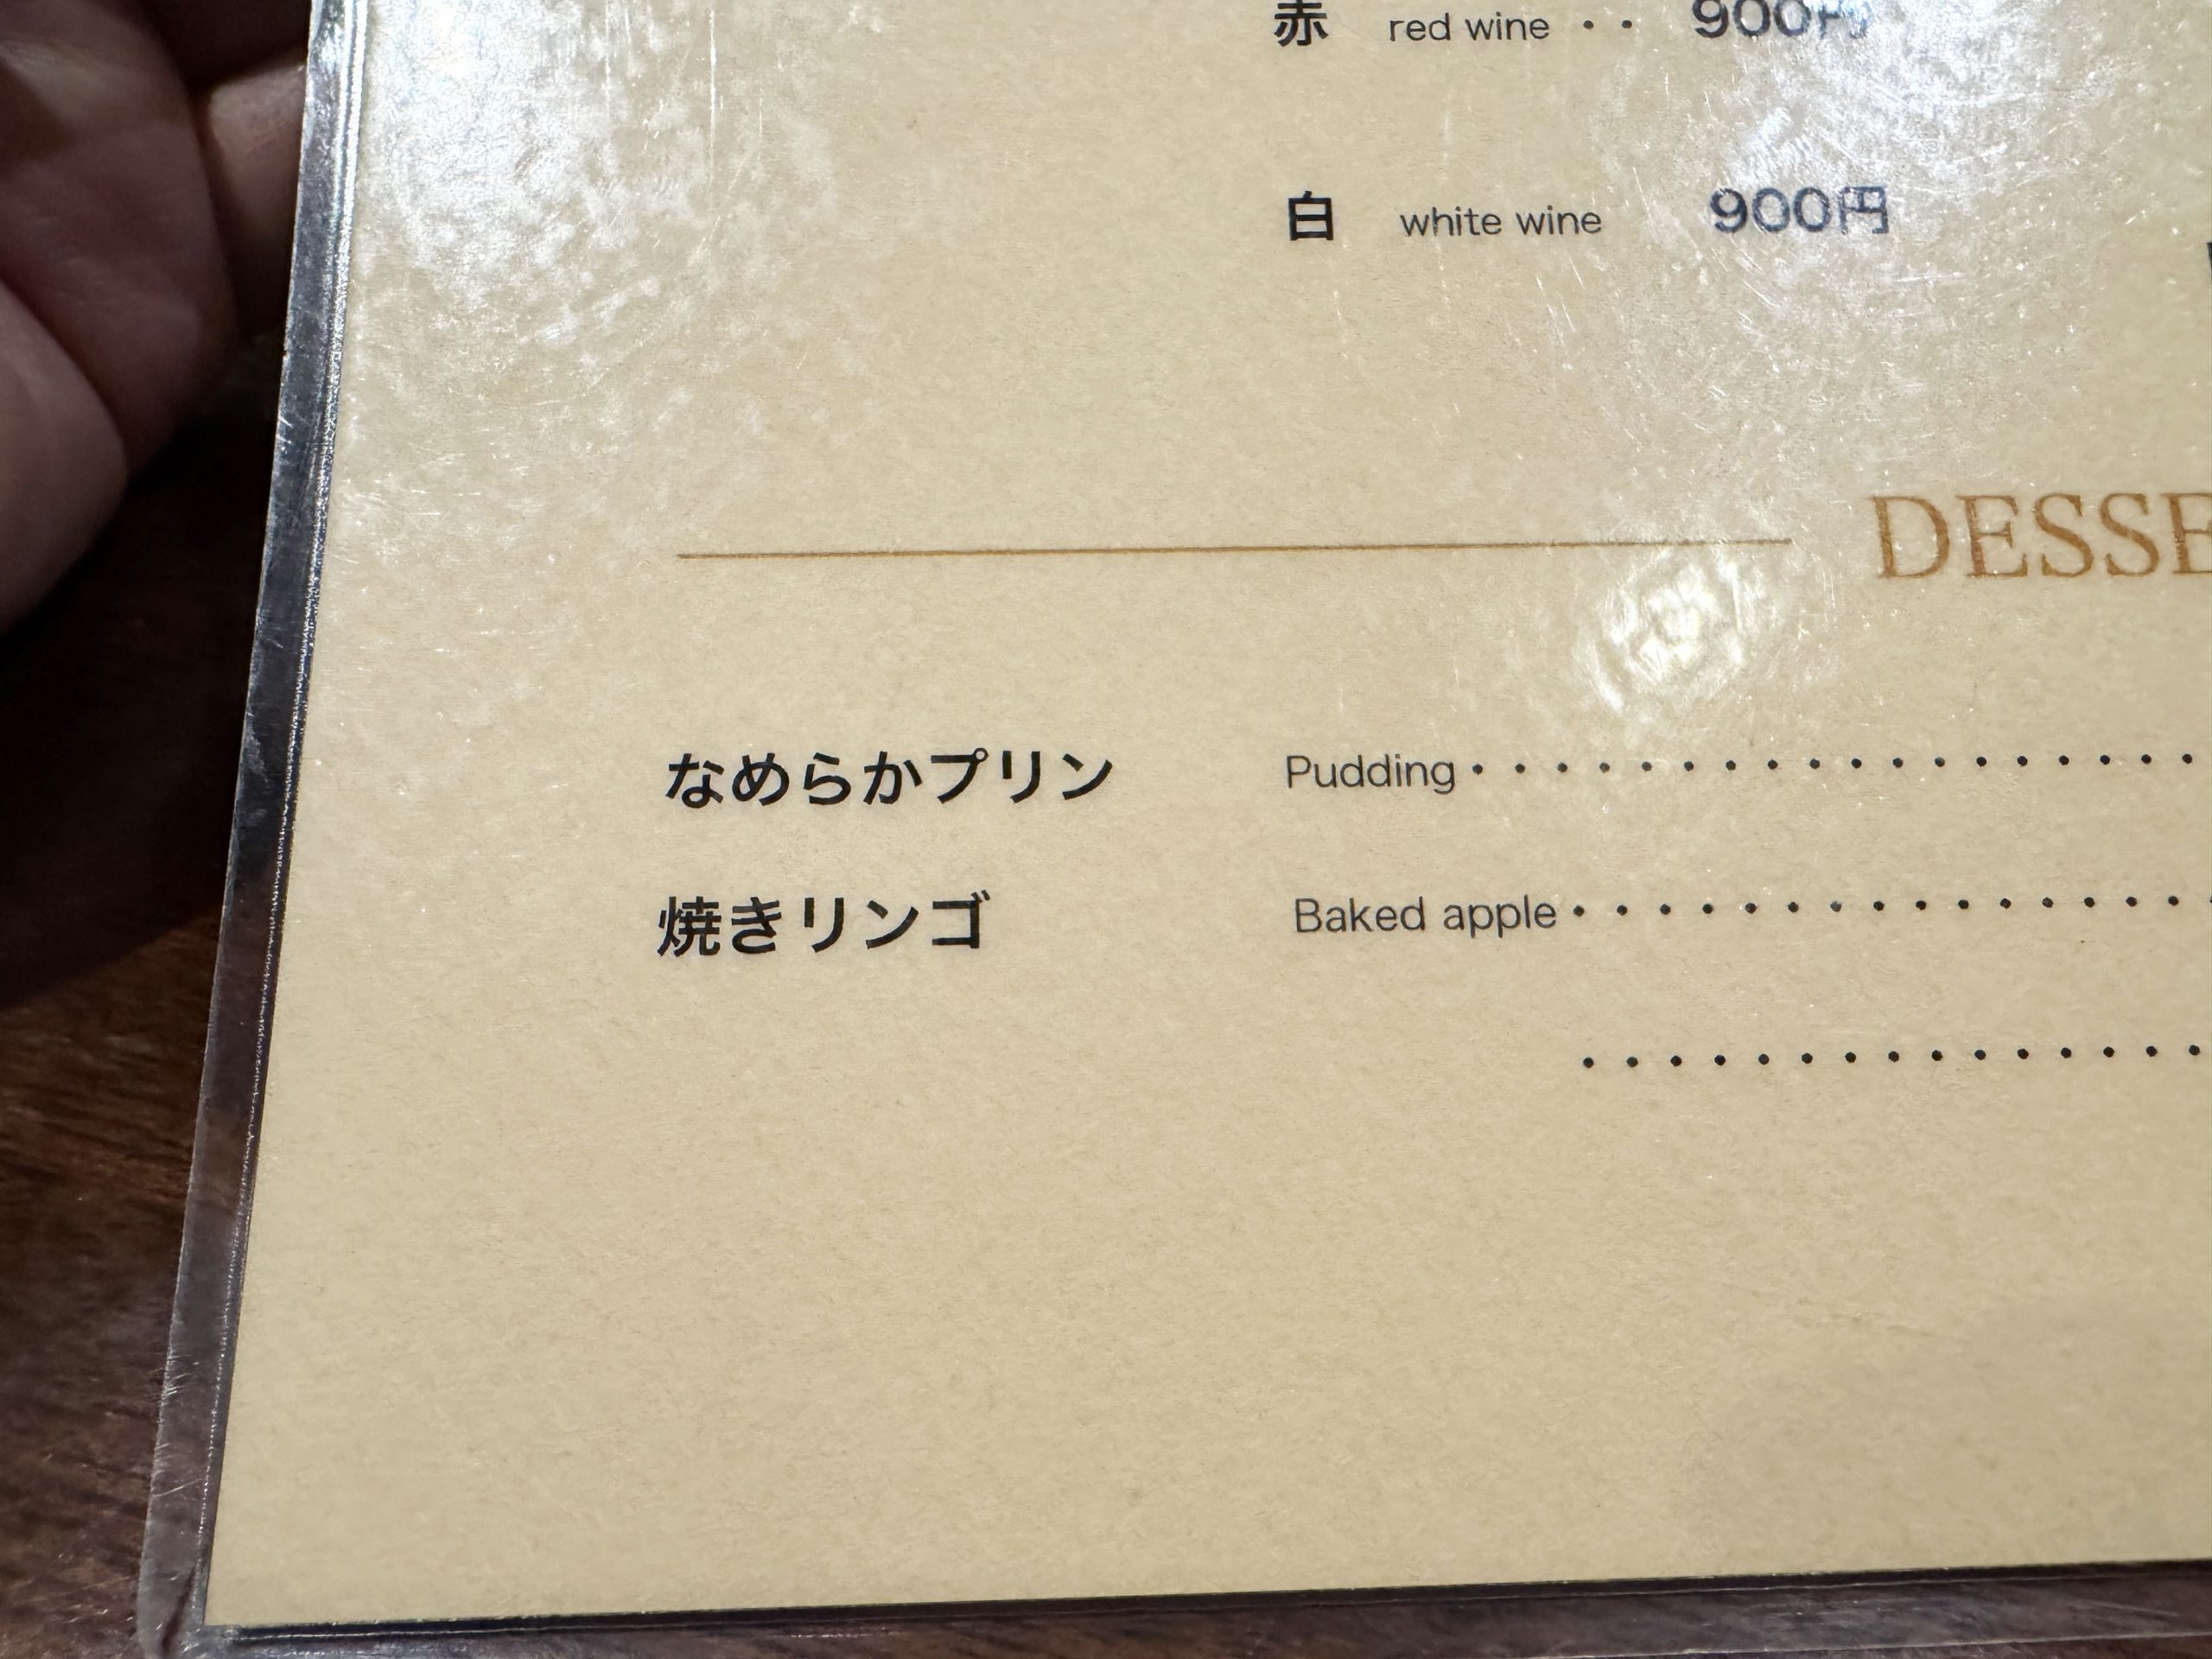 赤 red wine ・・ 900円
白 white wine 900円
DESSE
なめらかプリン Pudding・・・・・・・・・・・・・・・・・・
焼きリンゴ Baked apple・・・・・・・・・・・・・・・・
・・・・・・・・・・・・・・・